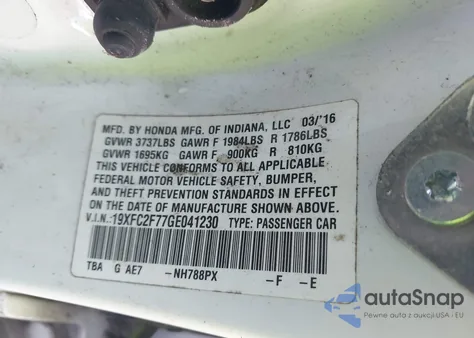 MFD. BY HONDA MFG. OF INDIANA, LLC 03/'16
GVWR 3737LBS GAWR F 1984LBS R 1786LBS
GVWR 1695KG GAWR F 900KG R 810KG
THIS VEHICLE CONFORMS TO ALL APPLICABLE
FEDERAL MOTOR VEHICLE SAFETY, BUMPER,
AND THEFT PREVENTION STANDARDS IN EFFECT
ON THE DATE OF MANUFACTURE SHOWN ABOVE.
V.I.N.:19XFC2F77GE041230 TYPE: PASSENGER CAR
TBA G AE7 -NH788PX -F -E
autoSnap
Pewne auto z aukcji USA - EU